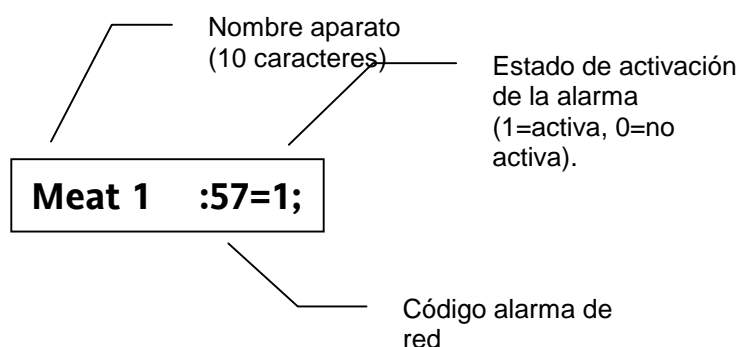 Nombre aparato
(10 caracteres)
Estado de activación
de la alarma
(1=activa, 0=no
activa).
Meat 1 :57=1;
Código alarma de
red